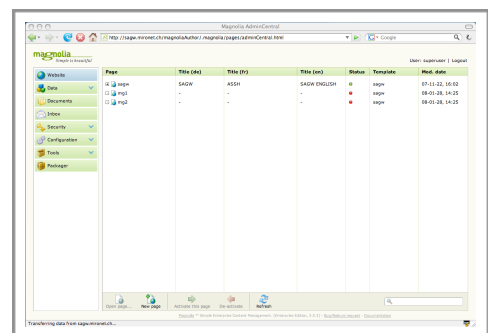 Magnolia AdminCentral
http://sagw.mironet.ch/magnoliaAuthor/.magnolia/pages/adminCentral.html
Google
magnolia
Simple is beautiful
User: superuser | Logout
Website
Data
Documents
Inbox
Security
Configuration
Tools
Packager
Page Title (de) Title (fr) Title (en) Status Template Mod. date
sagw SAGW ASSH SAGW ENGLISH sagw 07-11-22, 16:02
mg1 - - - sagw 08-01-28, 14:25
mg2 - - - sagw 08-01-28, 14:25
Open page... New page Activate this page De-activate Refresh
Transferring data from sagw.mironet.ch...